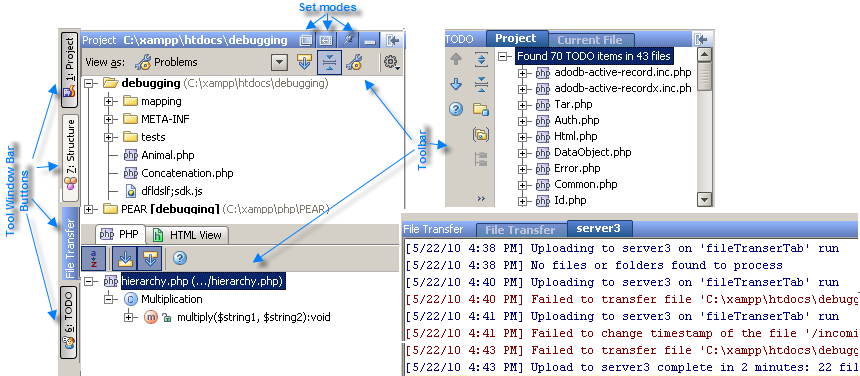 Set modes
Project C:\xampp\htdocs\debugging
View as: Problems
debugging (C:\xampp\htdocs\debugging)
mapping
META-INF
tests
Animal.php
Concatenation.php
dfldslf;sdk.js
PEAR [debugging] (C:\xampp\php\PEAR)
1: Project
7: Structure
File Transfer
6: TODO
Tool Window Bar
Buttons
Toolbar
PHP HTML View
hierarchy.php (.../hierarchy.php)
Multiplication
multiply($string1, $string2):void
TODO Project Current File
Found 70 TODO items in 43 files
adodb-active-record.inc.php
adodb-active-recordx.inc.ph
Tar.php
Auth.php
Html.php
DataObject.php
Error.php
Common.php
Id.php
File Transfer File Transfer server3
[5/22/10 4:38 PM] Uploading to server3 on 'fileTranserTab' run
[5/22/10 4:38 PM] No files or folders found to process
[5/22/10 4:40 PM] Uploading to server3 on 'fileTranserTab' run
[5/22/10 4:40 PM] Failed to transfer file 'C:\xampp\htdocs\debugg
[5/22/10 4:41 PM] Uploading to server3 on 'fileTranserTab' run
[5/22/10 4:41 PM] Failed to change timestamp of the file '/incomi
[5/22/10 4:43 PM] Failed to transfer file 'C:\xampp\htdocs\debugg
[5/22/10 4:43 PM] Upload to server3 complete in 2 minutes: 22 fil